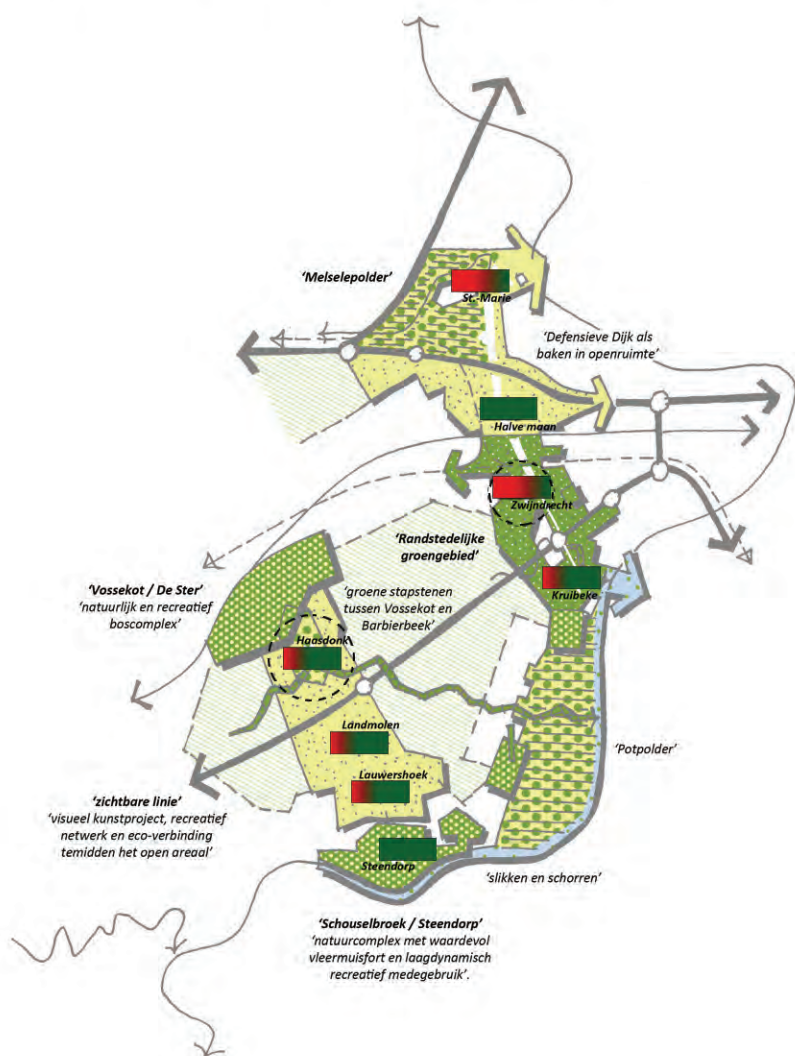 ‘Melselepolder’
St.-Marie
‘Defensieve Dijk als
baken in openruimte’
Halve maan
Zwijndrecht
‘Randstedelijke
groengebied’
Kruibeke
‘Vossekot / De Ster’
‘natuurlijk en recreatief
boscomplex’
‘groene stapstenen
tussen Vossekot en
Barbierbeek’
Haasdonk
Landmolen
‘Potpolder’
Lauwershoek
‘zichtbare linie’
‘visueel kunstproject, recreatief
netwerk en eco-verbinding
temidden het open areaal’
Steendorp
‘slikken en schorren’
‘Schouselbroek / Steendorp’
‘natuurcomplex met waardevol
vleermuisfort en laagdynamisch
recreatief medegebruik’.